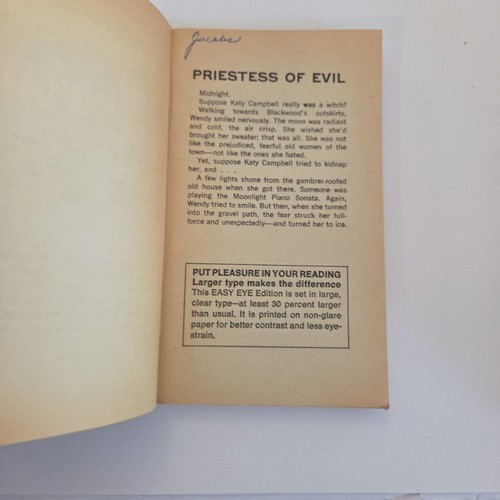 Jacobs
PRIESTESS OF EVIL
Midnight.
Suppose Katy Campbell really was a witch?
Walking towards Blackwood's outskirts,
Wendy smiled nervously. The moon was radiant
and cold, the air crisp. She wished she'd
brought her sweater; that was all. She was not
like the prejudiced, fearful old women of the
town—not like the ones she hated.
Yet, suppose Katy Campbell tried to kidnap
her, and . . .
A few lights shone from the gambrel-roofed
old house when she got there. Someone was
playing the Moonlight Piano Sonata. Again,
Wendy tried to smile. But then, when she turned
into the gravel path, the fear struck her full-
force and unexpectedly—and turned her to ice.
PUT PLEASURE IN YOUR READING
Larger type makes the difference
This EASY EYE Edition is set in large,
clear type—at least 30 percent larger
than usual. It is printed on non-glare
paper for better contrast and less eye-
strain.